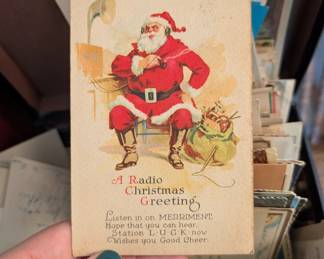 A Radio
Christmas
Greeting
Listen in on MERRIMENT.
Hope that you can hear,
Station L-U-C-K now
Wishes you Good Cheer.